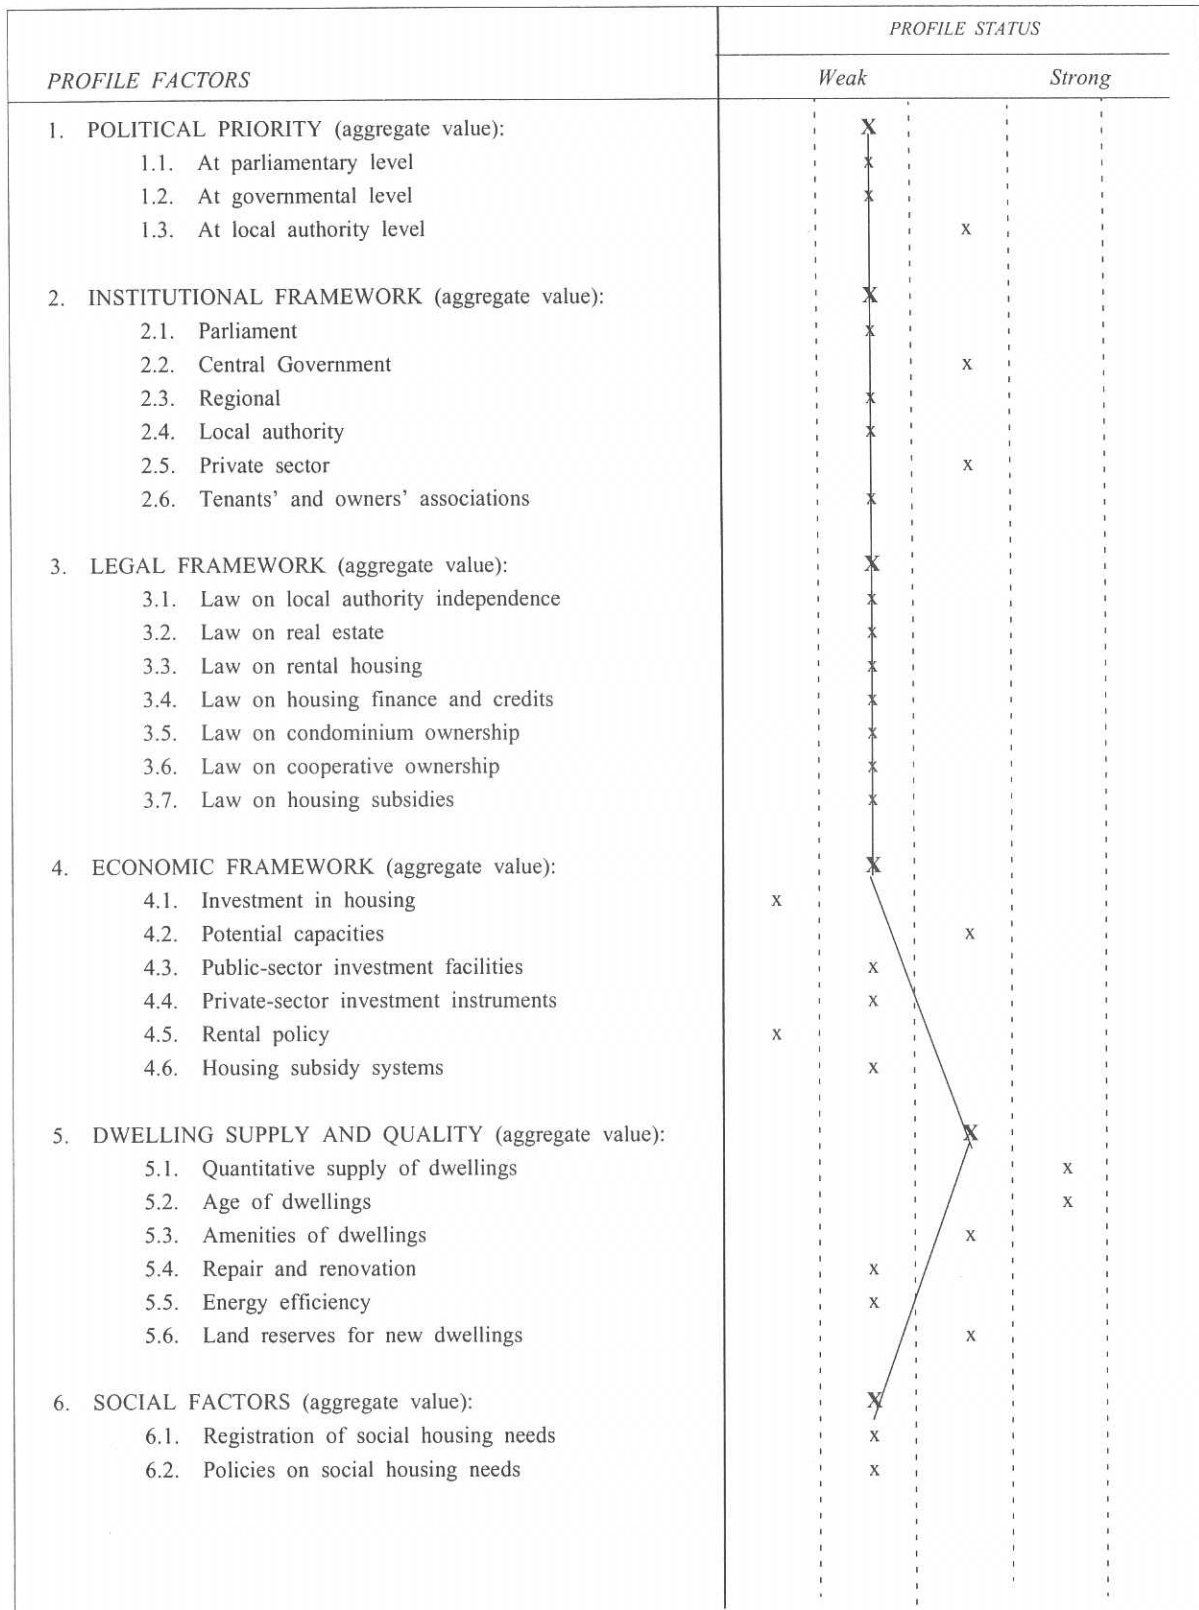 PROFILE STATUS
PROFILE FACTORS Weak Strong
1. POLITICAL PRIORITY (aggregate value): X
1.1. At parliamentary level x
1.2. At governmental level x
1.3. At local authority level x
2. INSTITUTIONAL FRAMEWORK (aggregate value): X
2.1. Parliament x
2.2. Central Government x
2.3. Regional x
2.4. Local authority x
2.5. Private sector x
2.6. Tenants' and owners' associations x
3. LEGAL FRAMEWORK (aggregate value): X
3.1. Law on local authority independence x
3.2. Law on real estate x
3.3. Law on rental housing x
3.4. Law on housing finance and credits x
3.5. Law on condominium ownership x
3.6. Law on cooperative ownership x
3.7. Law on housing subsidies x
4. ECONOMIC FRAMEWORK (aggregate value): X
4.1. Investment in housing x
4.2. Potential capacities x
4.3. Public-sector investment facilities x
4.4. Private-sector investment instruments x
4.5. Rental policy x
4.6. Housing subsidy systems x
5. DWELLING SUPPLY AND QUALITY (aggregate value): X
5.1. Quantitative supply of dwellings x
5.2. Age of dwellings x
5.3. Amenities of dwellings x
5.4. Repair and renovation x
5.5. Energy efficiency x
5.6. Land reserves for new dwellings x
6. SOCIAL FACTORS (aggregate value): X
6.1. Registration of social housing needs x
6.2. Policies on social housing needs x